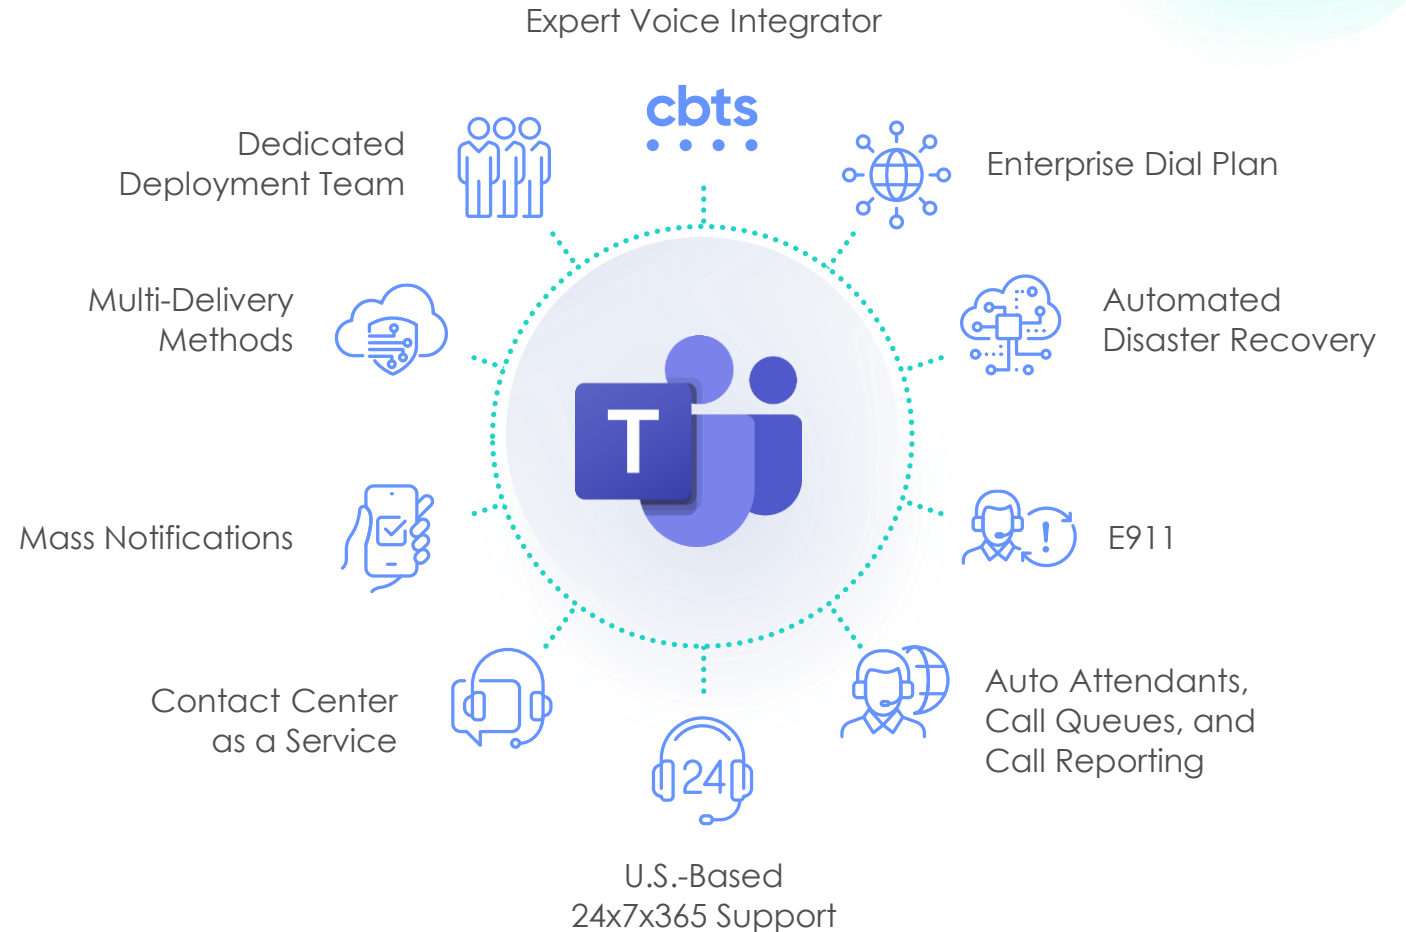 Expert Voice Integrator
cbts
Dedicated
Deployment Team
Enterprise Dial Plan
Multi-Delivery
Methods
Automated
Disaster Recovery
T
Mass Notifications
E911
!
Contact Center
as a Service
Auto Attendants,
Call Queues, and
Call Reporting
24
U.S.-Based
24x7x365 Support